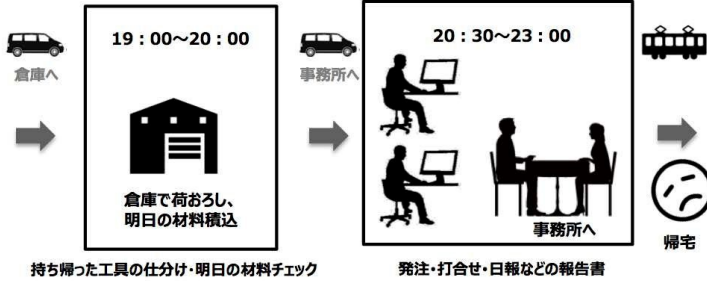 倉庫へ
19：00～20：00
倉庫で荷おろし、
明日の材料積込
持ち帰った工具の仕分け・明日の材料チェック
事務所へ
20：30～23：00
事務所へ
発注・打合せ・日報などの報告書
帰宅